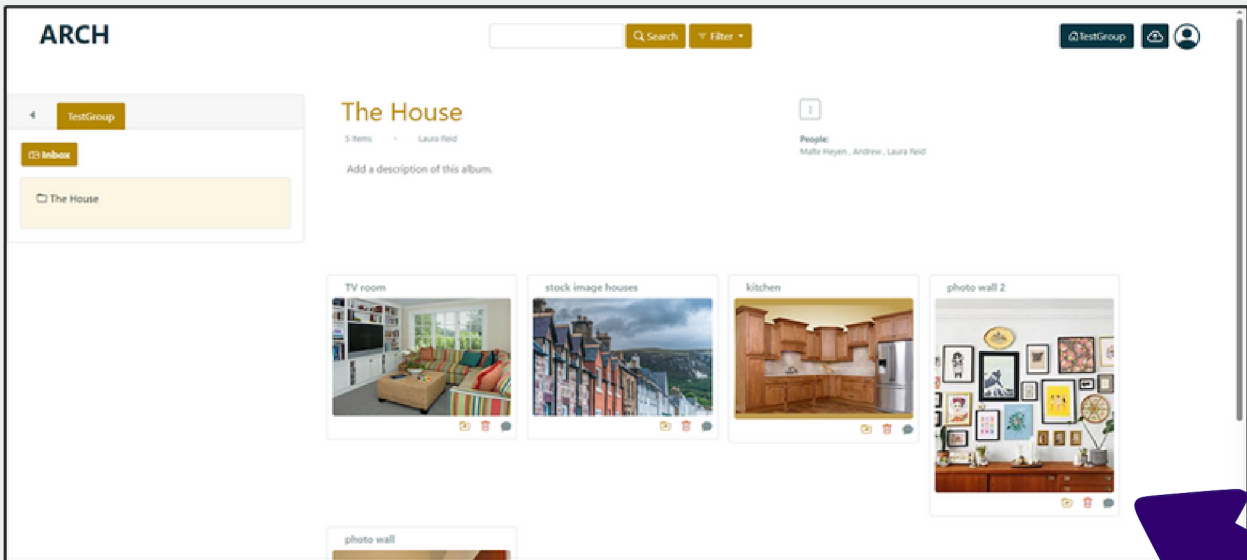 ARCH
Search
Filter
TestGroup
TestGroup
Inbox
The House
The House
5 items · Laura Reid
Add a description of this album.
People:
Malte Heyen , Andrew , Laura Reid
TV room
stock image houses
kitchen
photo wall 2
photo wall